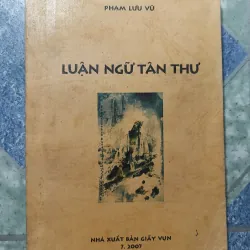 PHẠM LƯU VŨ
LUẬN NGỮ TÂN THƯ
NHÀ XUẤT BẢN GIẤY VỤN
7. 2007